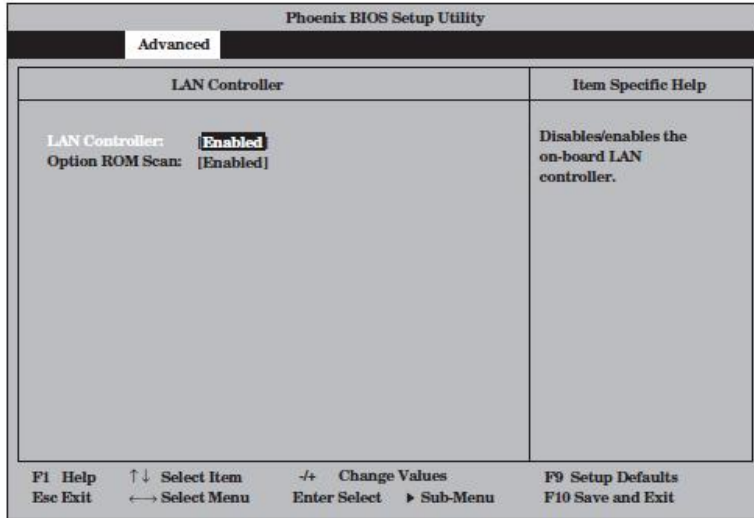 Phoenix BIOS Setup Utility
Advanced
LAN Controller
Item Specific Help
LAN Controller: [Enabled]
Option ROM Scan: [Enabled]
Disables/enables the
on-board LAN
controller.
F1 Help ↑↓ Select Item -/+ Change Values F9 Setup Defaults
Esc Exit ←→ Select Menu Enter Select ▶ Sub-Menu F10 Save and Exit